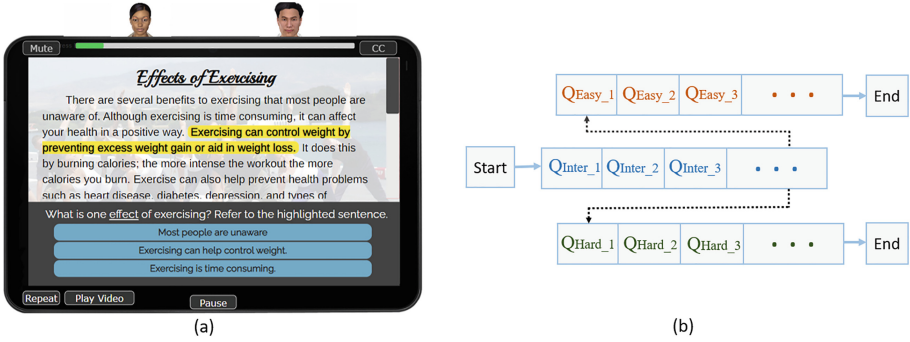 Mute
CC
Effects of Exercising
There are several benefits to exercising that most people are
unaware of. Although exercising is time consuming, it can affect
your health in a positive way. Exercising can control weight by
preventing excess weight gain or aid in weight loss. It does this
by burning calories; the more intense the workout the more
calories you burn. Exercise can also help prevent health problems
such as heart disease, diabetes, depression, and types of
What is one effect of exercising? Refer to the highlighted sentence.
Most people are unaware
Exercising can help control weight.
Exercising is time consuming.
Repeat
Play Video
Pause
(a)
QEasy_1 QEasy_2 QEasy_3 • • •
End
Start
QInter_1 QInter_2 QInter_3 • • •
QHard_1 QHard_2 QHard_3 • • •
End
(b)